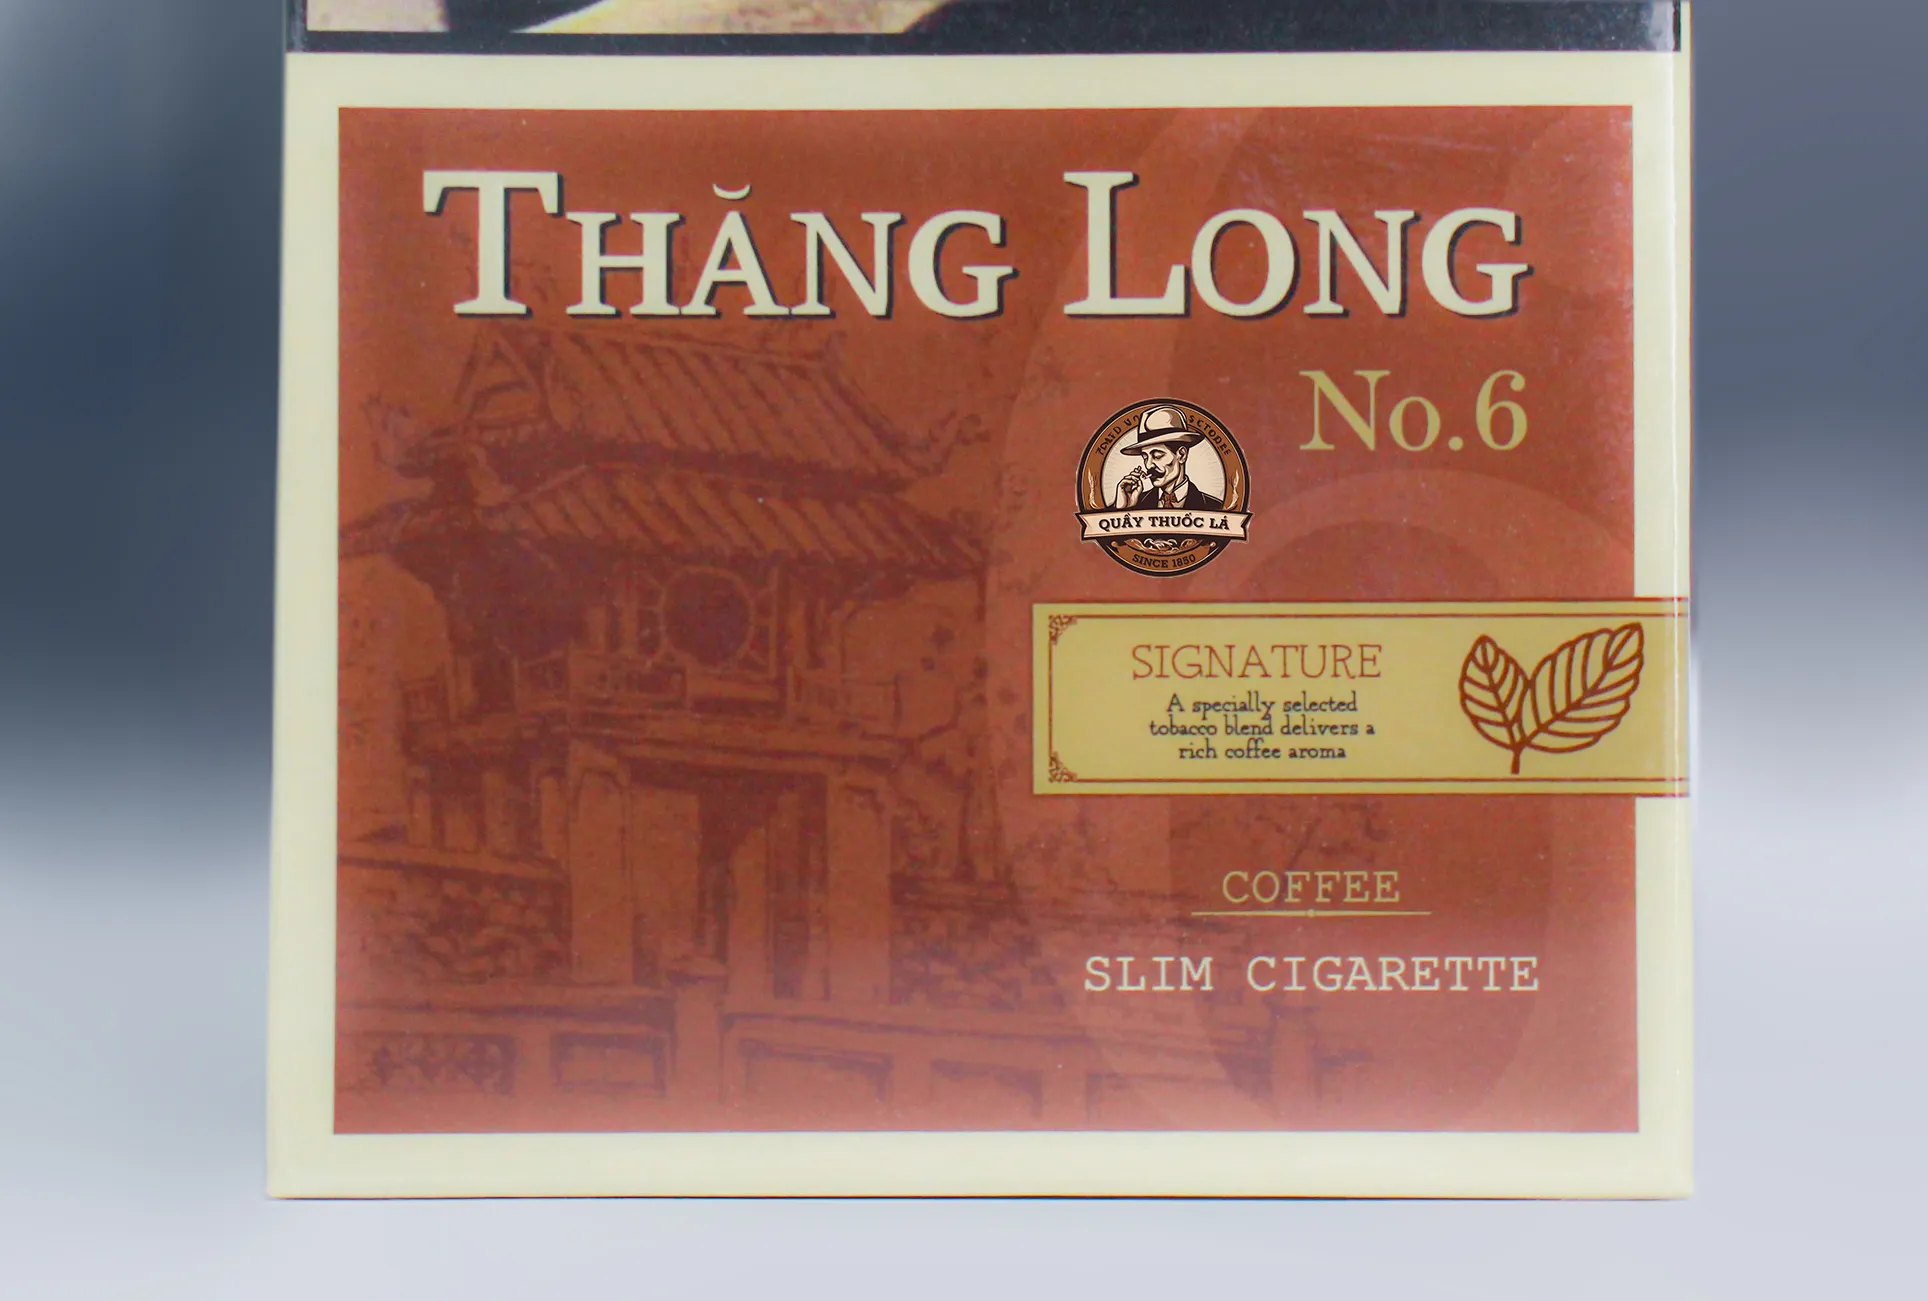 THĂNG LONG
No.6
QUẦY THUỐC LÁ
SINCE 1880
SIGNATURE
A specially selected
tobacco blend delivers a
rich coffee aroma
COFFEE
SLIM CIGARETTE